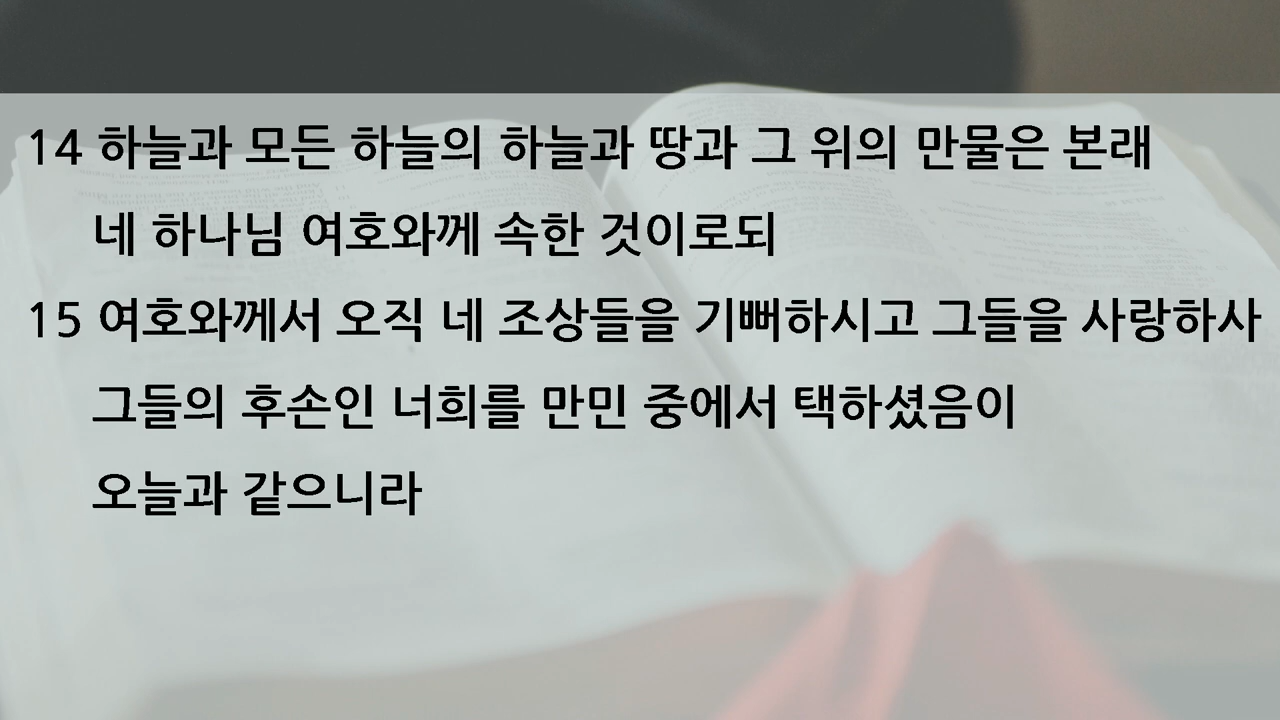 14 하늘과 모든 하늘의 하늘과 땅과 그 위의 만물은 본래
네 하나님 여호와께 속한 것이로되
15 여호와께서 오직 네 조상들을 기뻐하시고 그들을 사랑하사
그들의 후손인 너희를 만민 중에서 택하셨음이
오늘과 같으니라